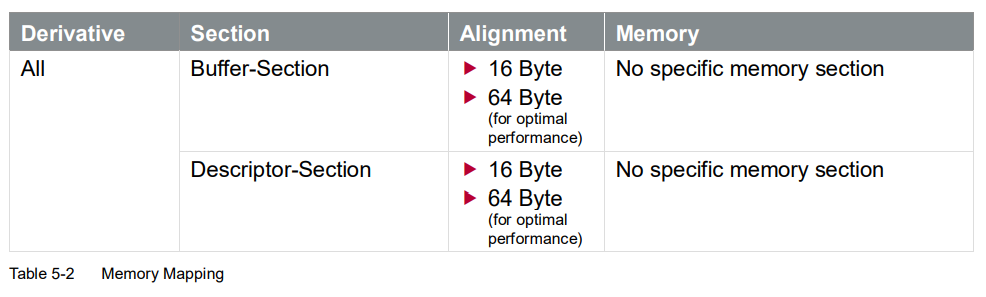 Derivative Section Alignment Memory
All Buffer-Section 16 Byte No specific memory section
64 Byte
(for optimal
performance)
Descriptor-Section 16 Byte No specific memory section
64 Byte
(for optimal
performance)
Table 5-2 Memory Mapping